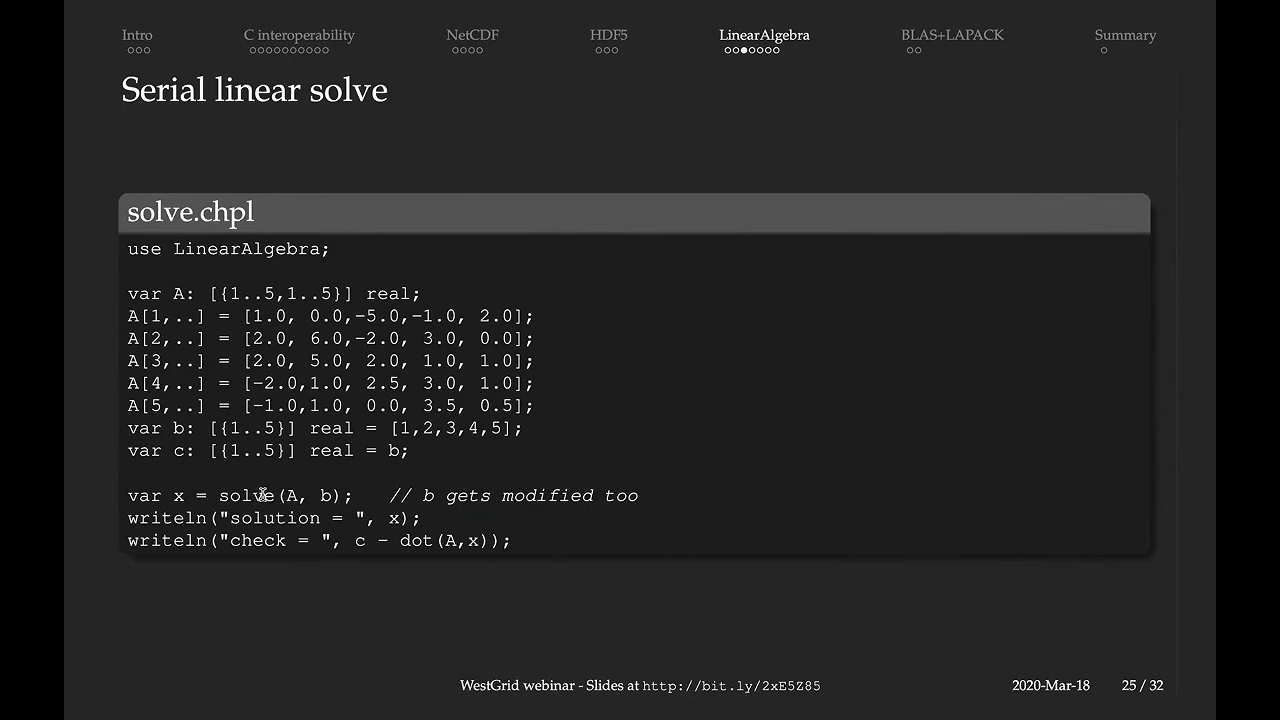 Intro C interoperability NetCDF HDF5 LinearAlgebra BLAS+LAPACK Summary
Serial linear solve
solve.chpl
use LinearAlgebra;
var A: [{1..5,1..5}] real;
A[1,..] = [1.0, 0.0,-5.0,-1.0, 2.0];
A[2,..] = [2.0, 6.0,-2.0, 3.0, 0.0];
A[3,..] = [2.0, 5.0, 2.0, 1.0, 1.0];
A[4,..] = [-2.0,1.0, 2.5, 3.0, 1.0];
A[5,..] = [-1.0,1.0, 0.0, 3.5, 0.5];
var b: [{1..5}] real = [1,2,3,4,5];
var c: [{1..5}] real = b;
var x = solve(A, b); // b gets modified too
writeln("solution = ", x);
writeln("check = ", c - dot(A,x));
WestGrid webinar - Slides at http://bit.ly/2xE5Z85 2020-Mar-18 25 / 32